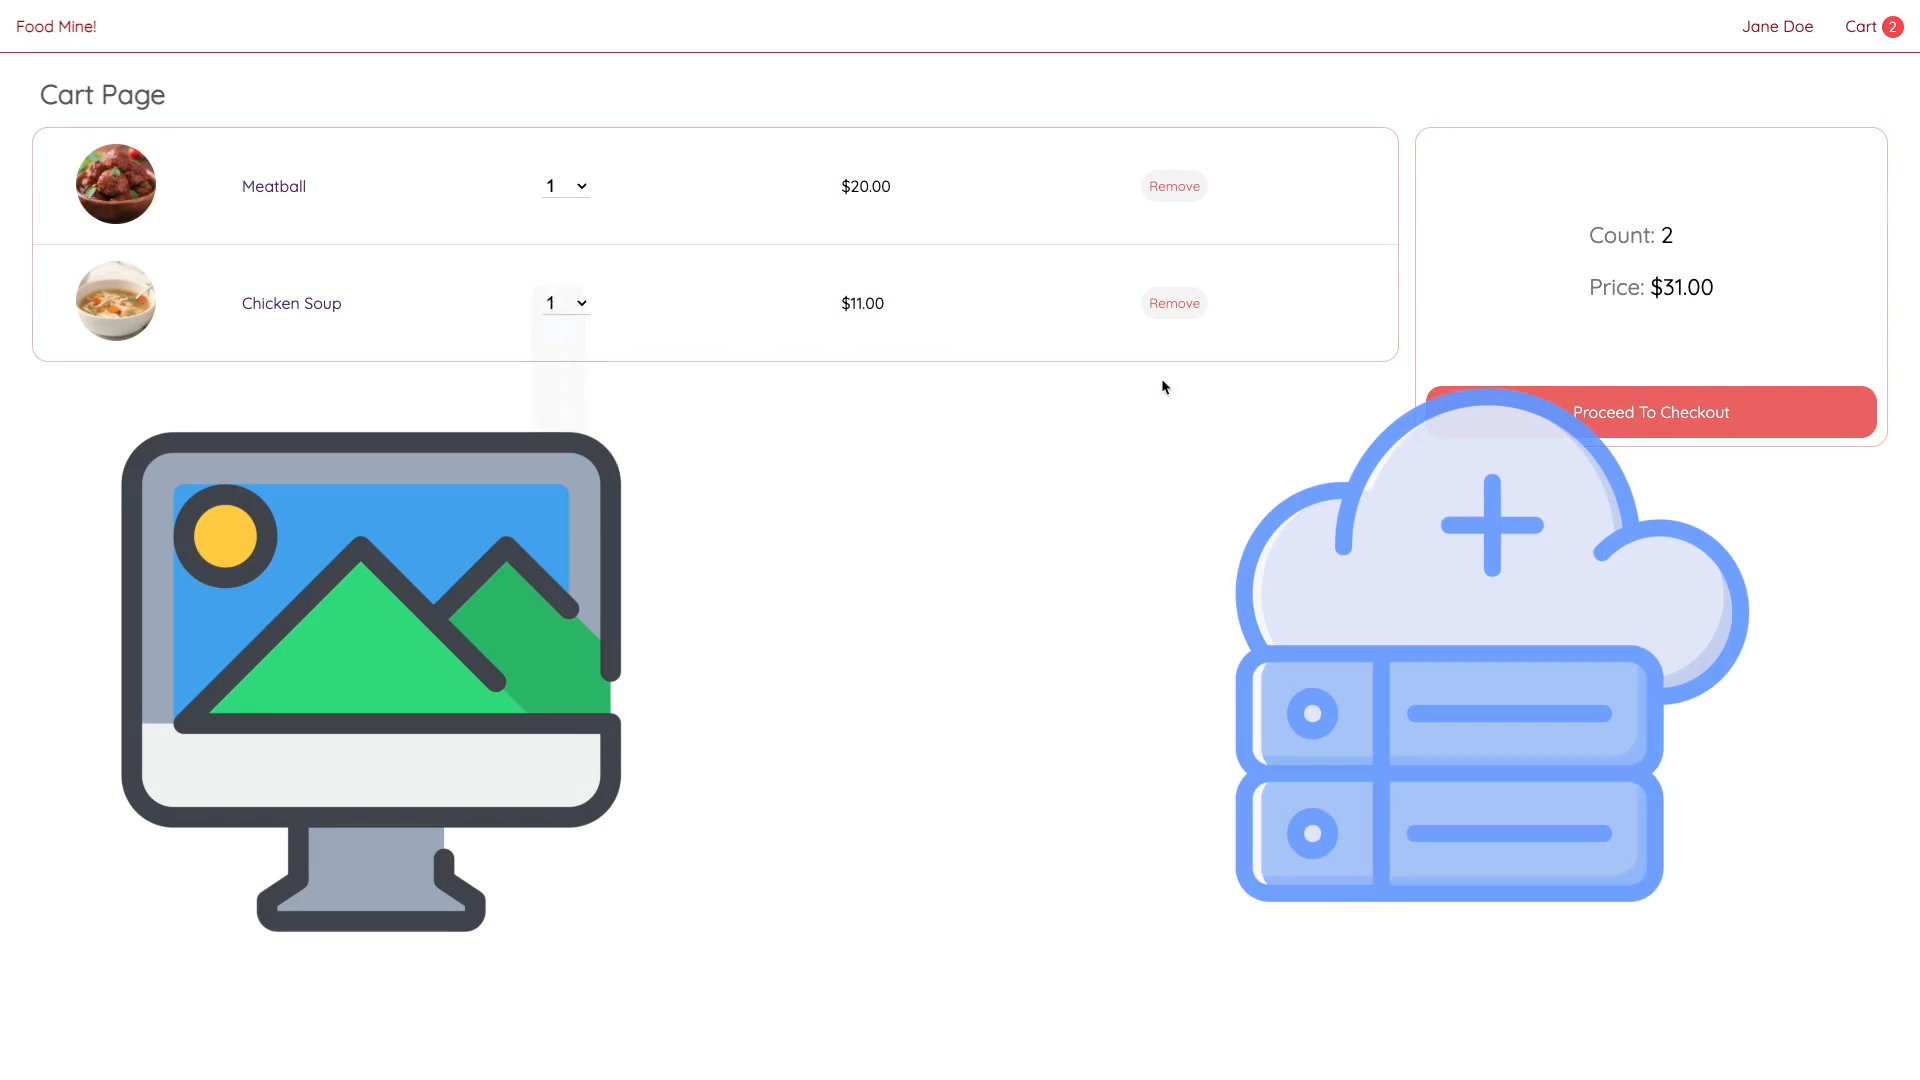 Food Mine!
Jane Doe
Cart 2
Cart Page
Meatball 1 $20.00 Remove
Chicken Soup 1 $11.00 Remove
Count: 2
Price: $31.00
Proceed To Checkout